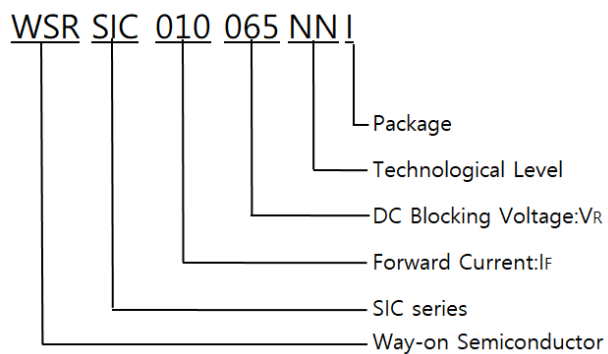 WSR SIC 010 065 NN I
Package
Technological Level
DC Blocking Voltage:VR
Forward Current:IF
SIC series
Way-on Semiconductor